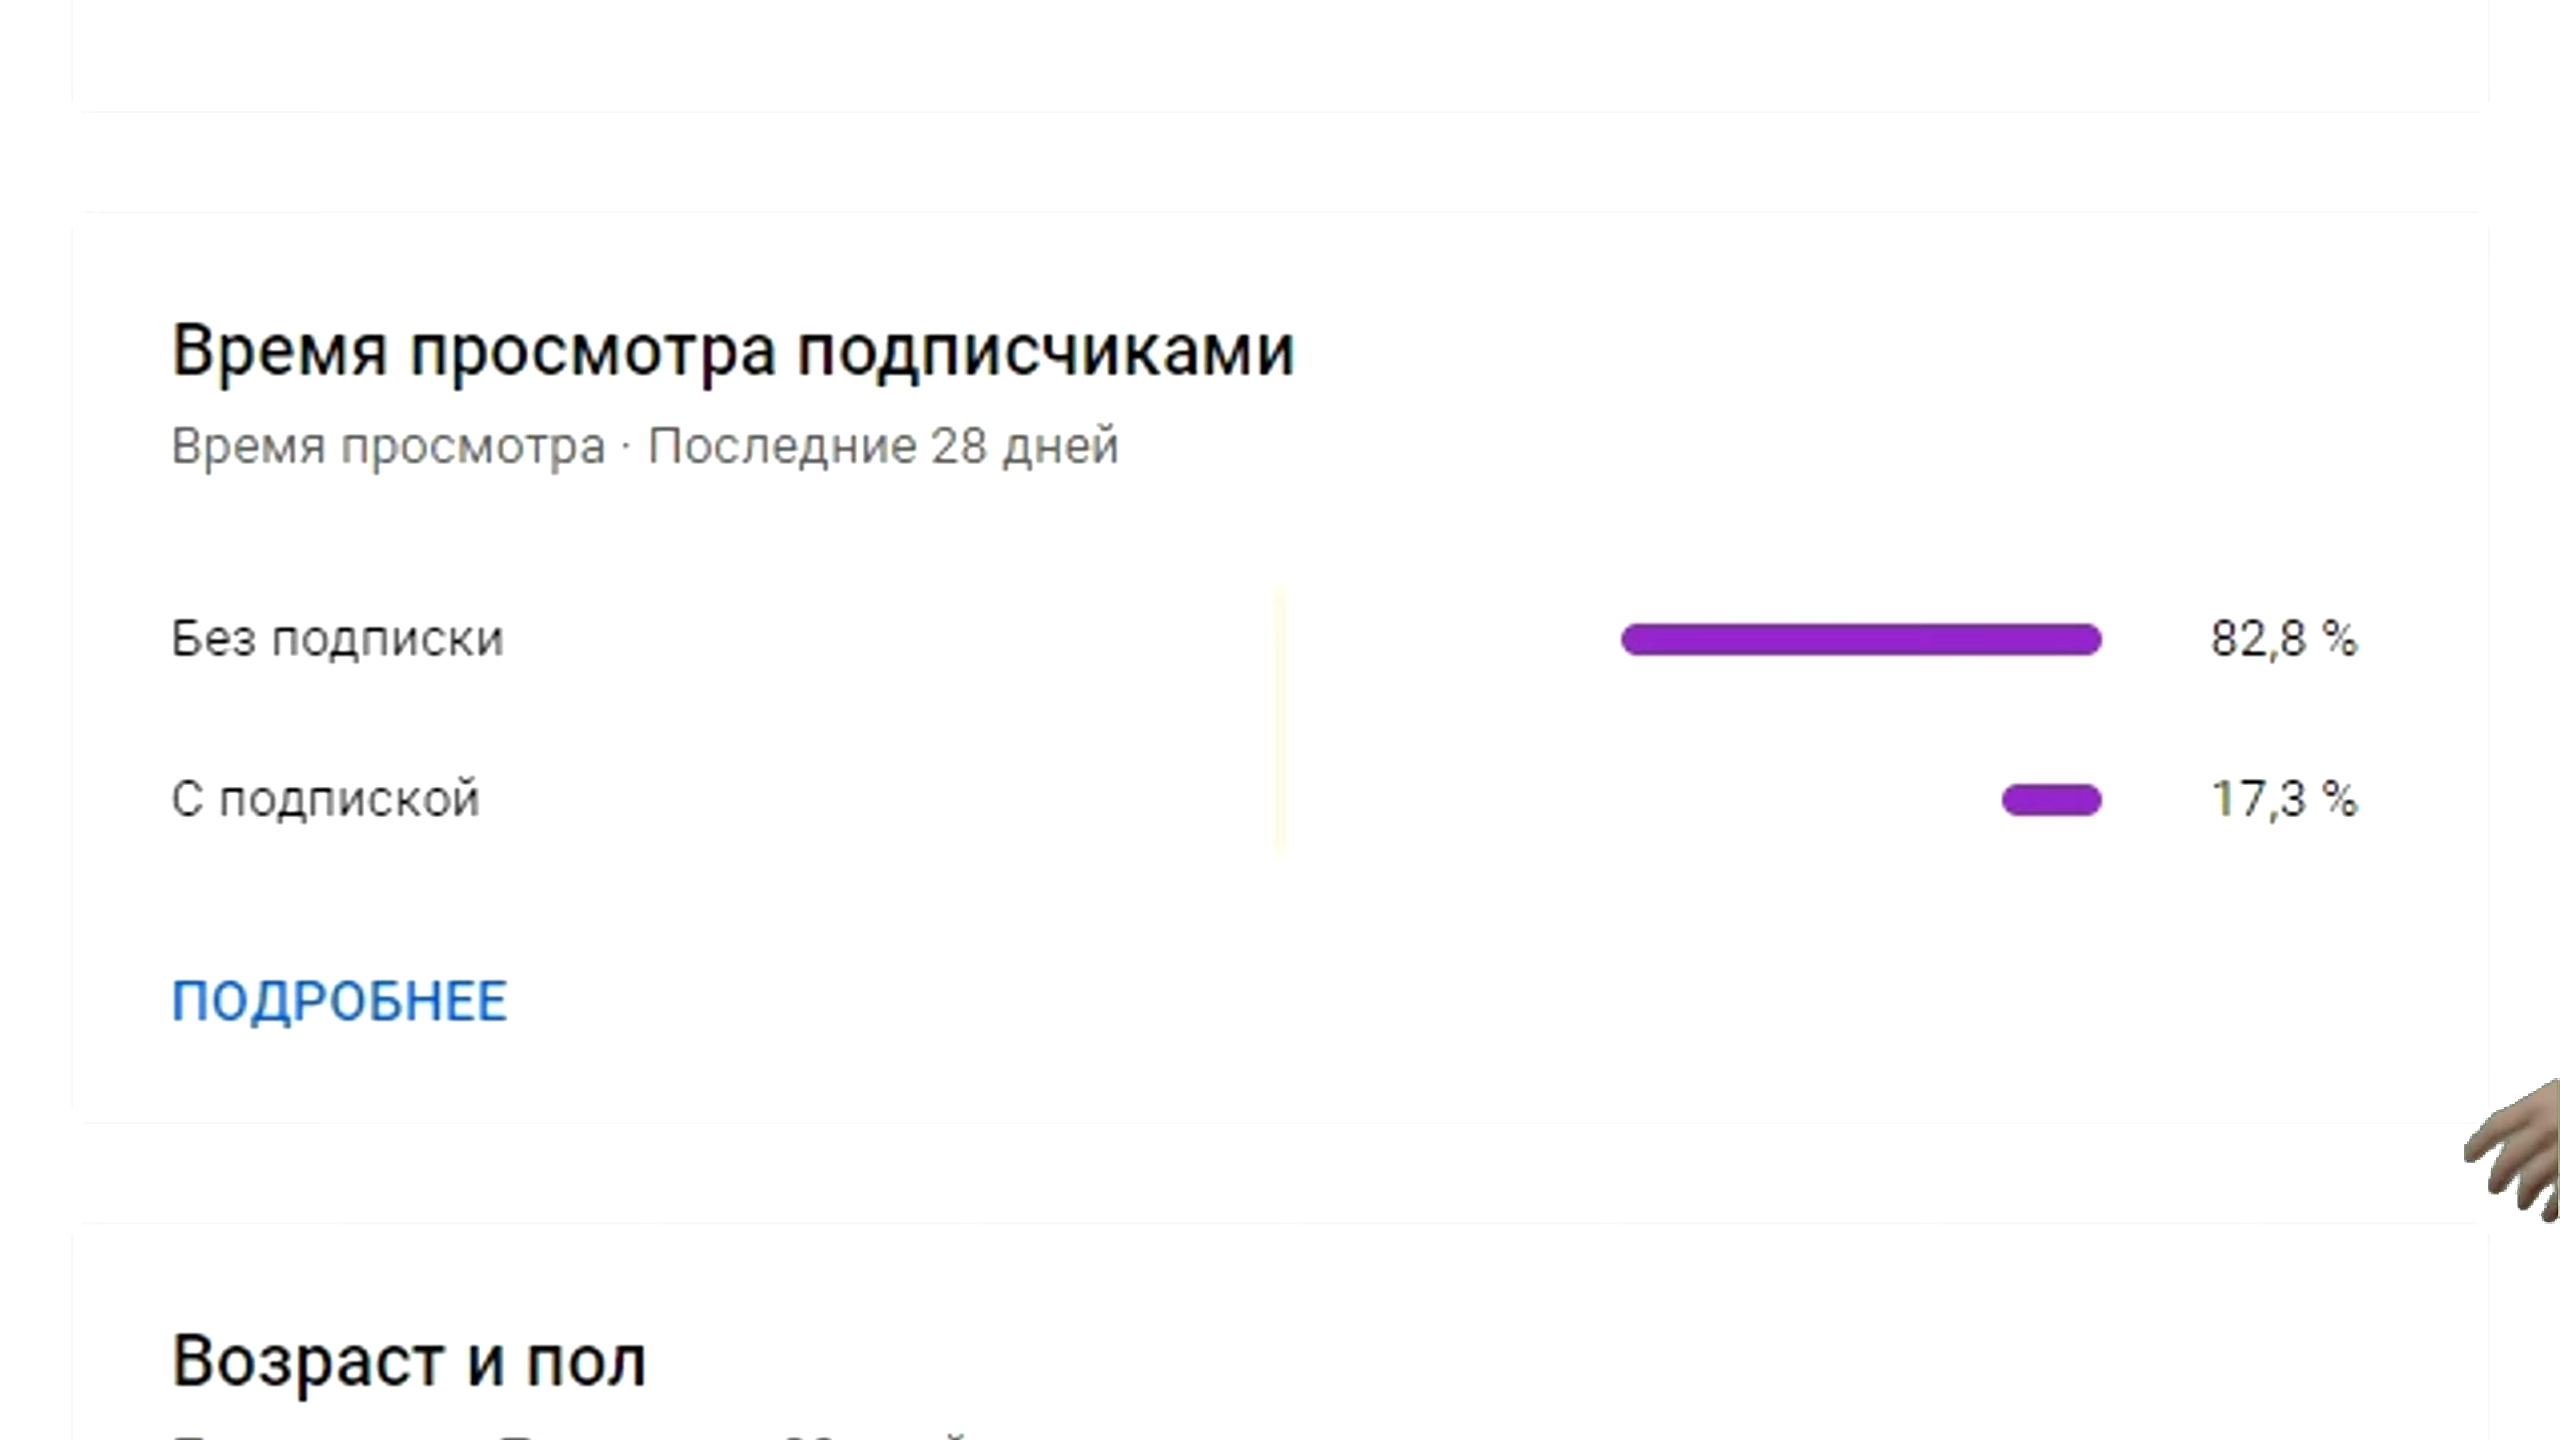 Время просмотра подписчиками
Время просмотра · Последние 28 дней
Без подписки 82,8 %
С подпиской 17,3 %
ПОДРОБНЕЕ
Возраст и пол